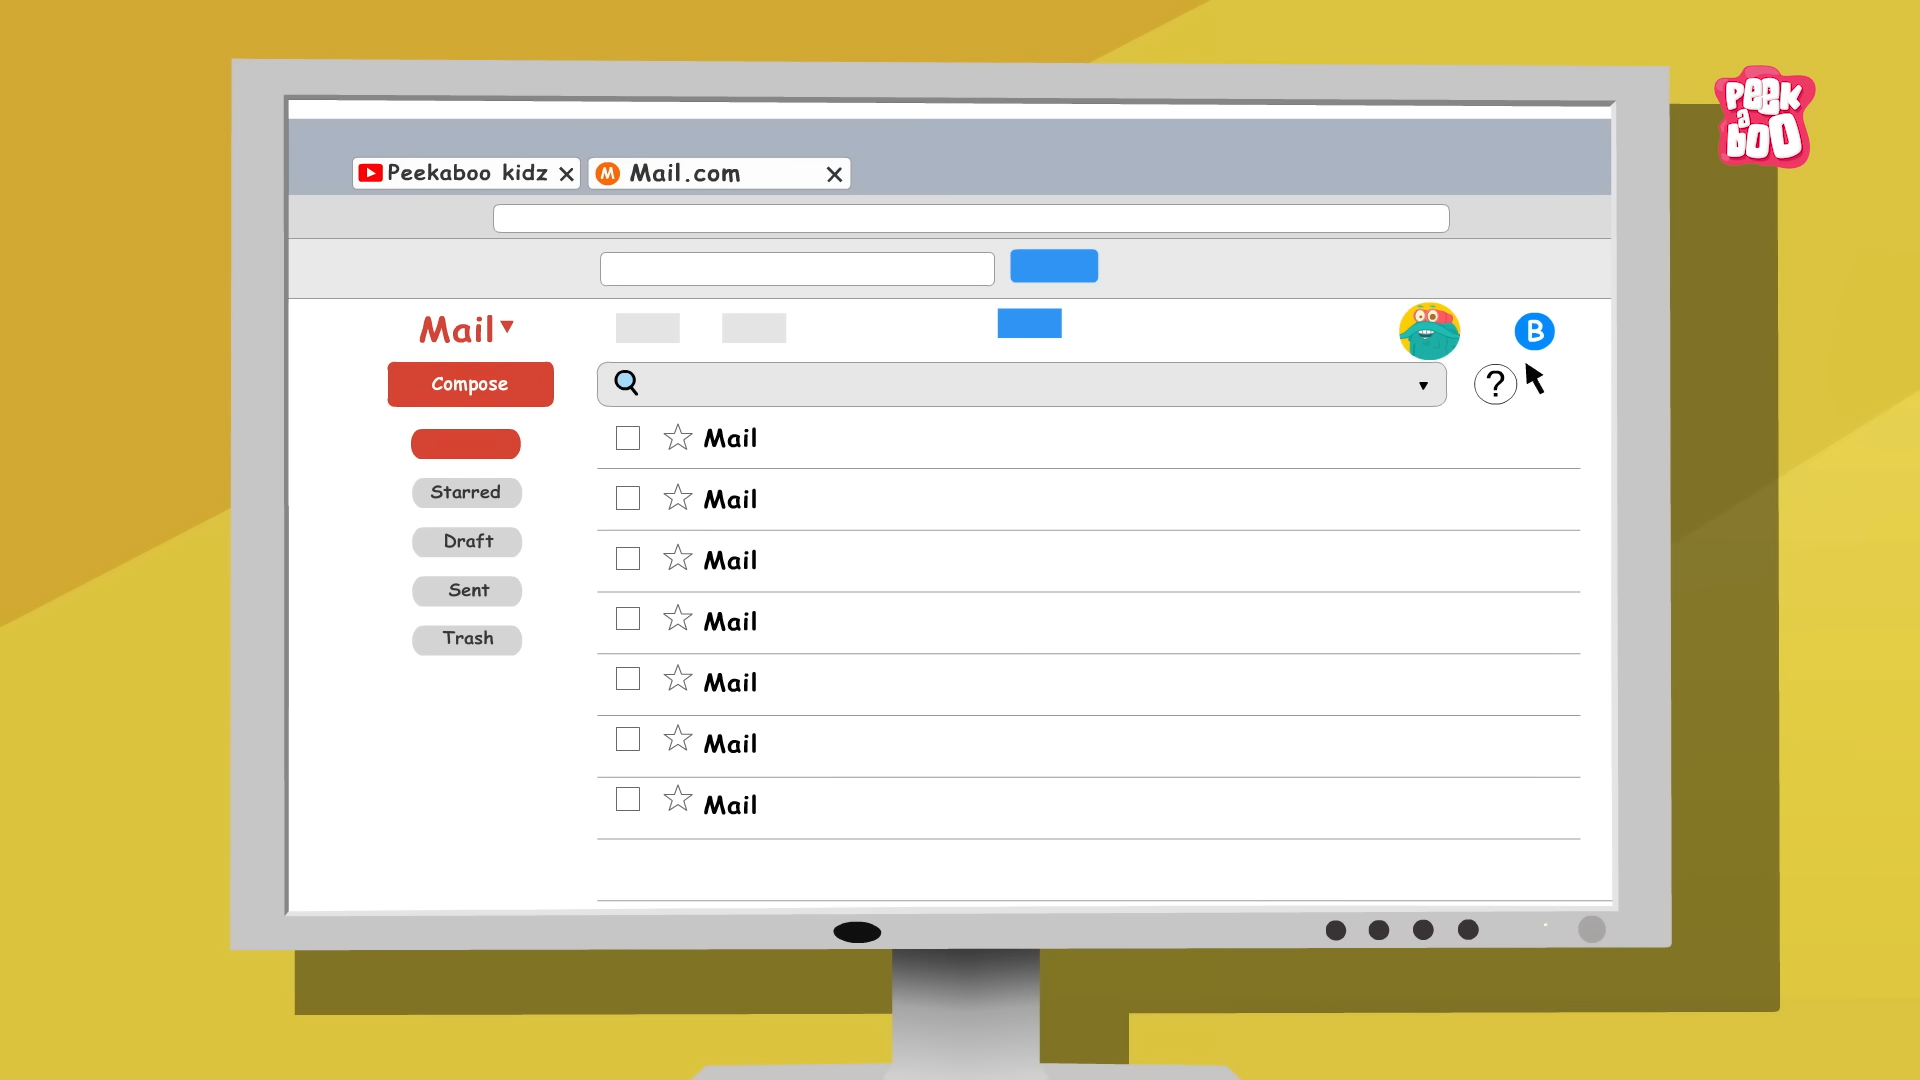 Peek
a
boo
Peekaboo kidz
M Mail.com
Mail
B
Compose
?
Mail
Starred
Mail
Draft
Mail
Sent
Mail
Trash
Mail
Mail
Mail